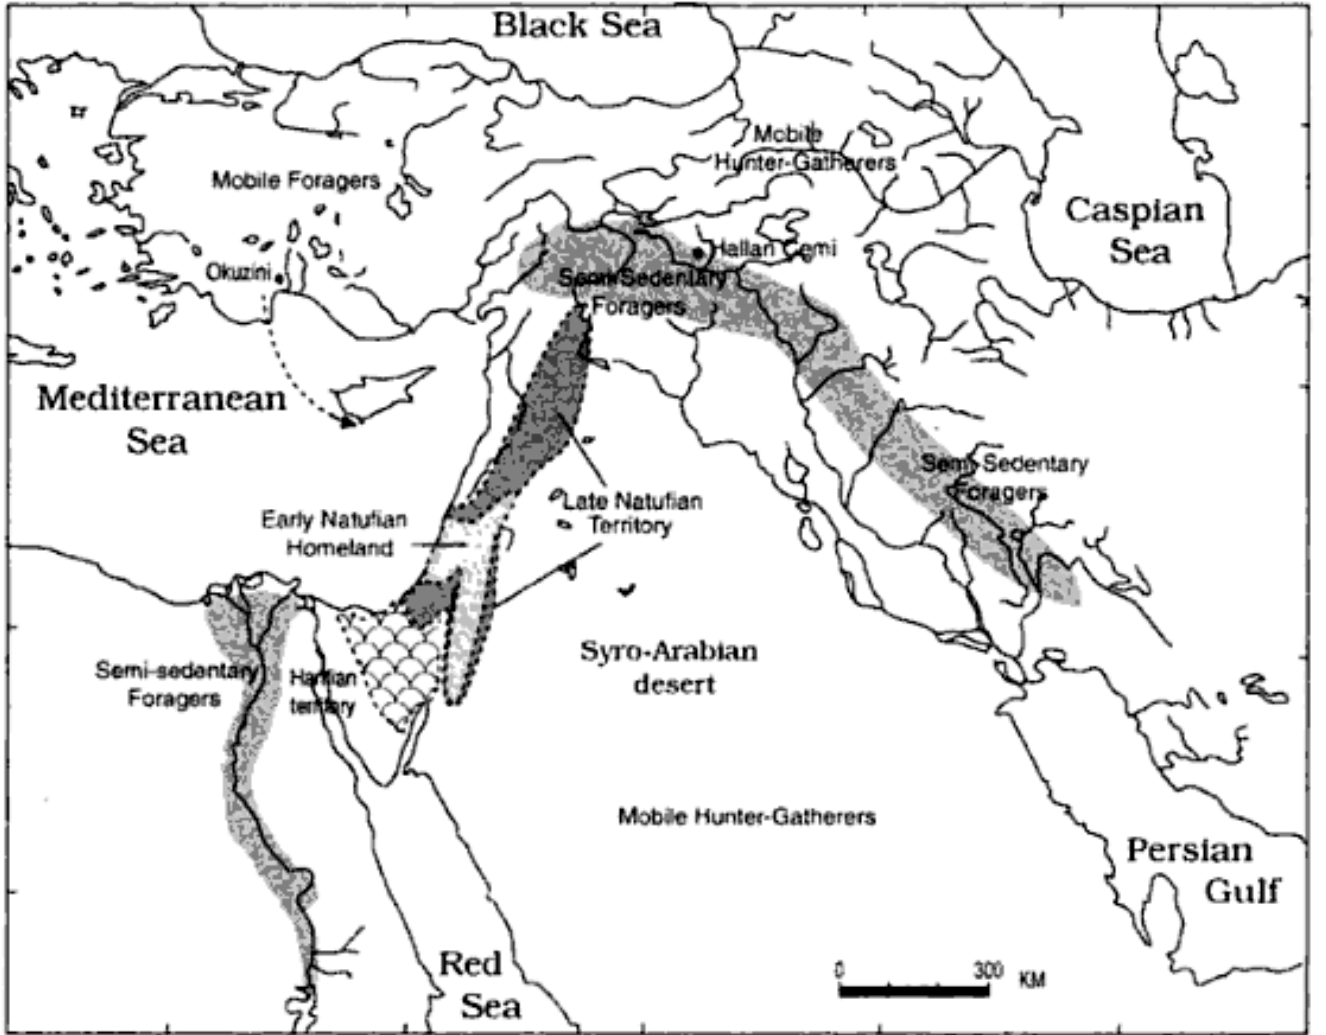 Black Sea
Mobile
Hunter-Gatherers
Mobile Foragers
Caspian
Sea
Hallan Cemi
Okuzini
Semi-Sedentary
Foragers
Mediterranean
Sea
Semi-Sedentary
Foragers
Late Natufian
Territory
Early Natufian
Homeland
Syro-Arabian
desert
Semi-sedentary
Foragers
Harifian
territory
Mobile Hunter-Gatherers
Persian
Gulf
Red
Sea
0 300 KM